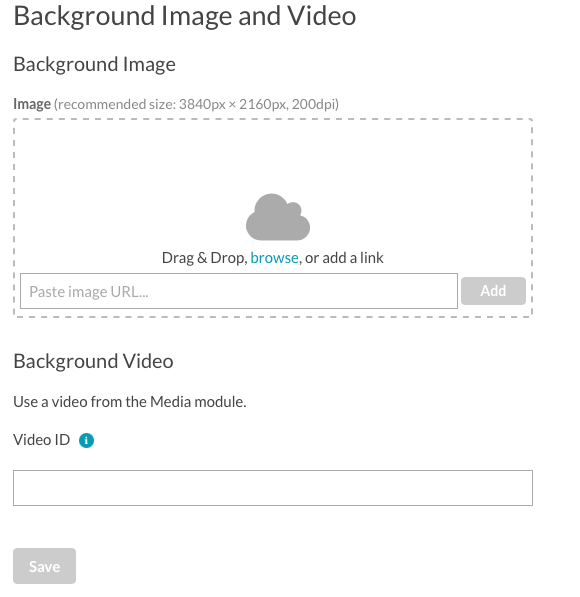 Background Image and Video
Background Image
Image (recommended size: 3840px × 2160px, 200dpi)
Drag & Drop, browse, or add a link
Paste image URL...
Add
Background Video
Use a video from the Media module.
Video ID i
Save